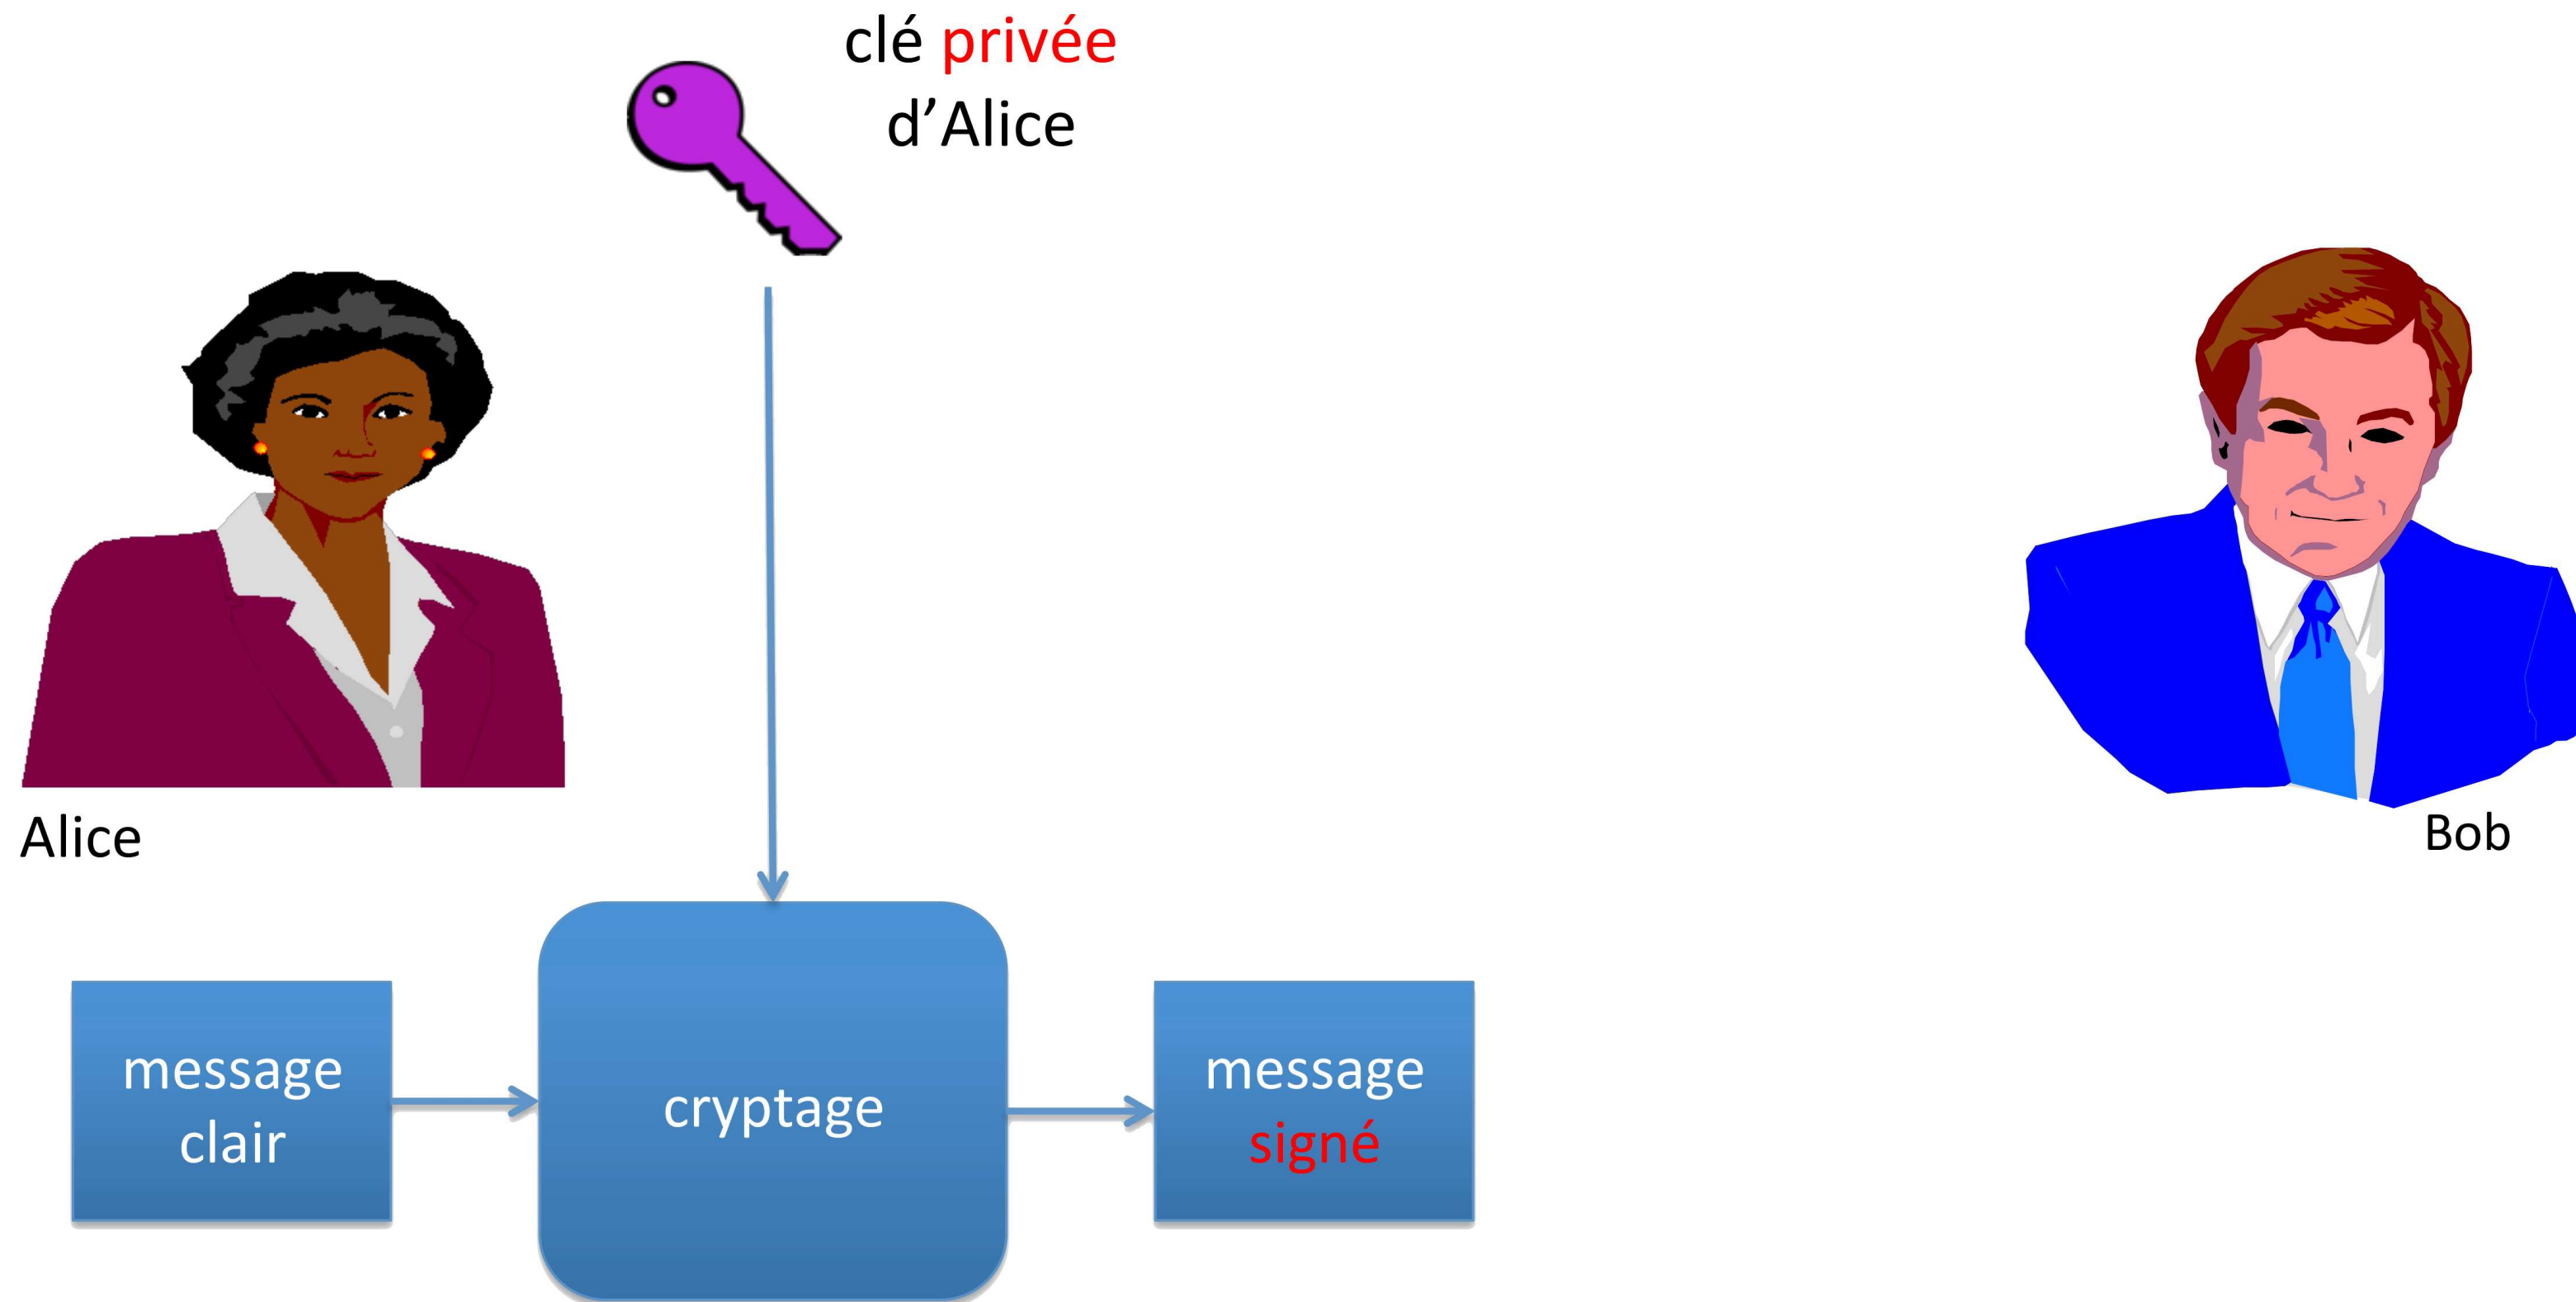 clé privée
d’Alice
Alice
Bob
message
clair
cryptage
message
signé